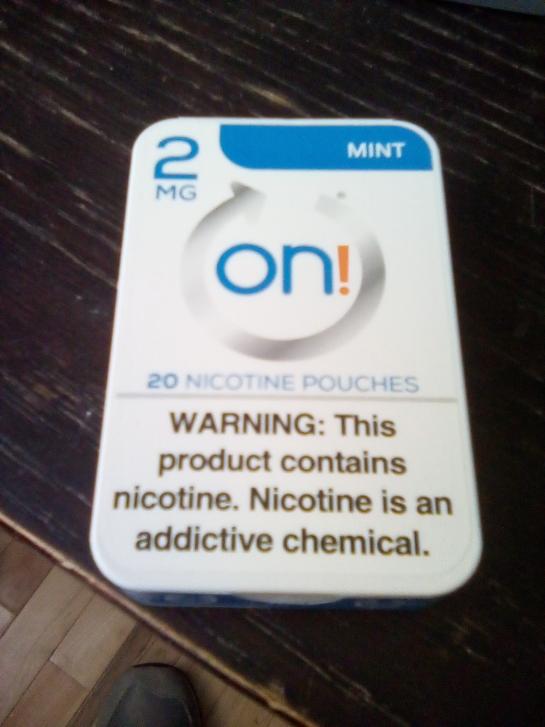 2
MG
MINT
on!
20 NICOTINE POUCHES
WARNING: This
product contains
nicotine. Nicotine is an
addictive chemical.